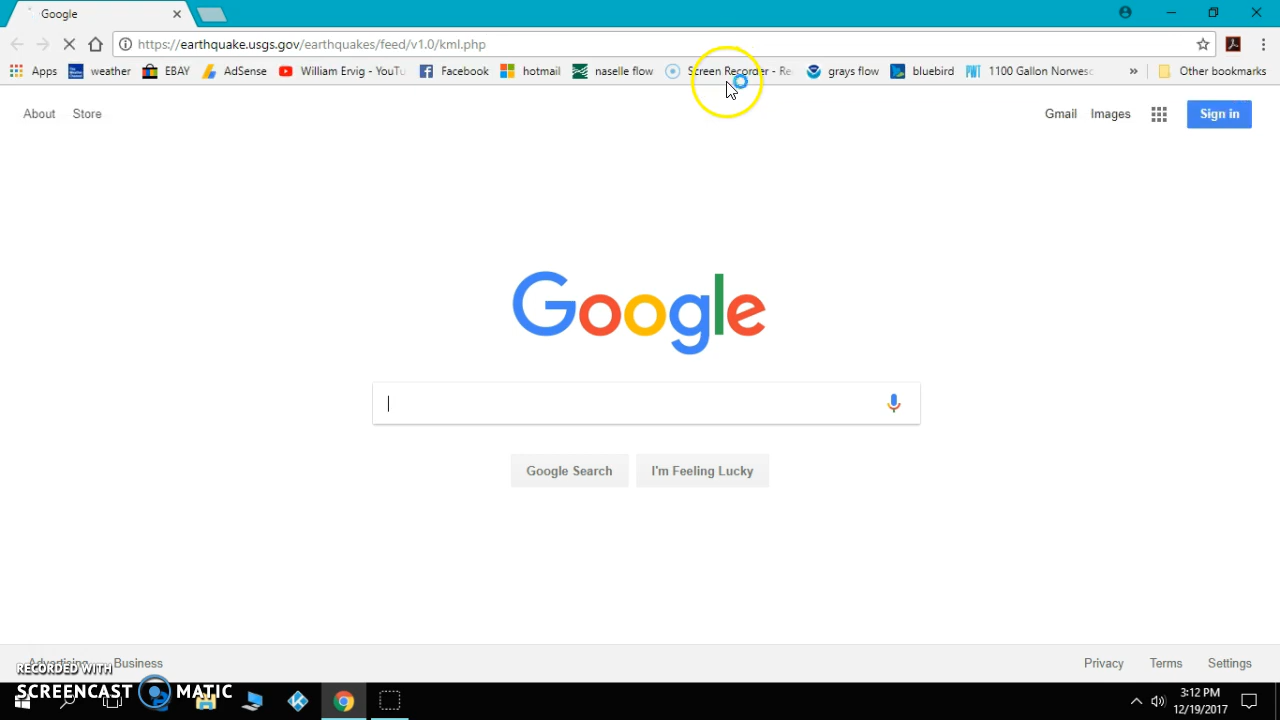 Google
https://earthquake.usgs.gov/earthquakes/feed/v1.0/kml.php
Apps weather EBAY AdSense William Ervig - YouTu Facebook hotmail naselle flow Screen Recorder - Re grays flow bluebird 1100 Gallon Norwesc » Other bookmarks
About Store Gmail Images Sign in
Google
Google Search I'm Feeling Lucky
Advertising Business Privacy Terms Settings
RECORDED WITH
SCREENCAST MATIC
3:12 PM
12/19/2017